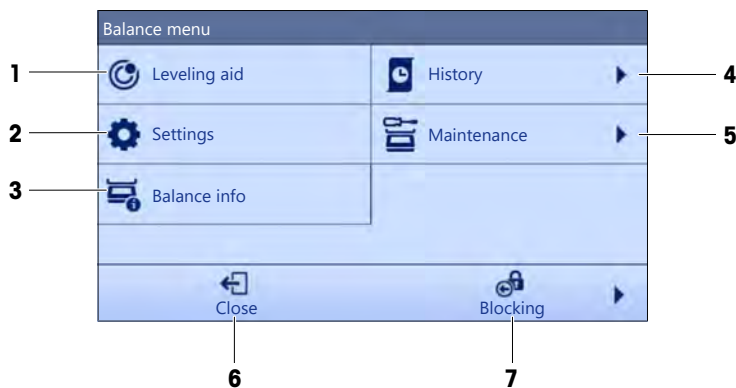 Balance menu
1 Leveling aid History 4
2 Settings Maintenance 5
3 Balance info
Close Blocking
6 7